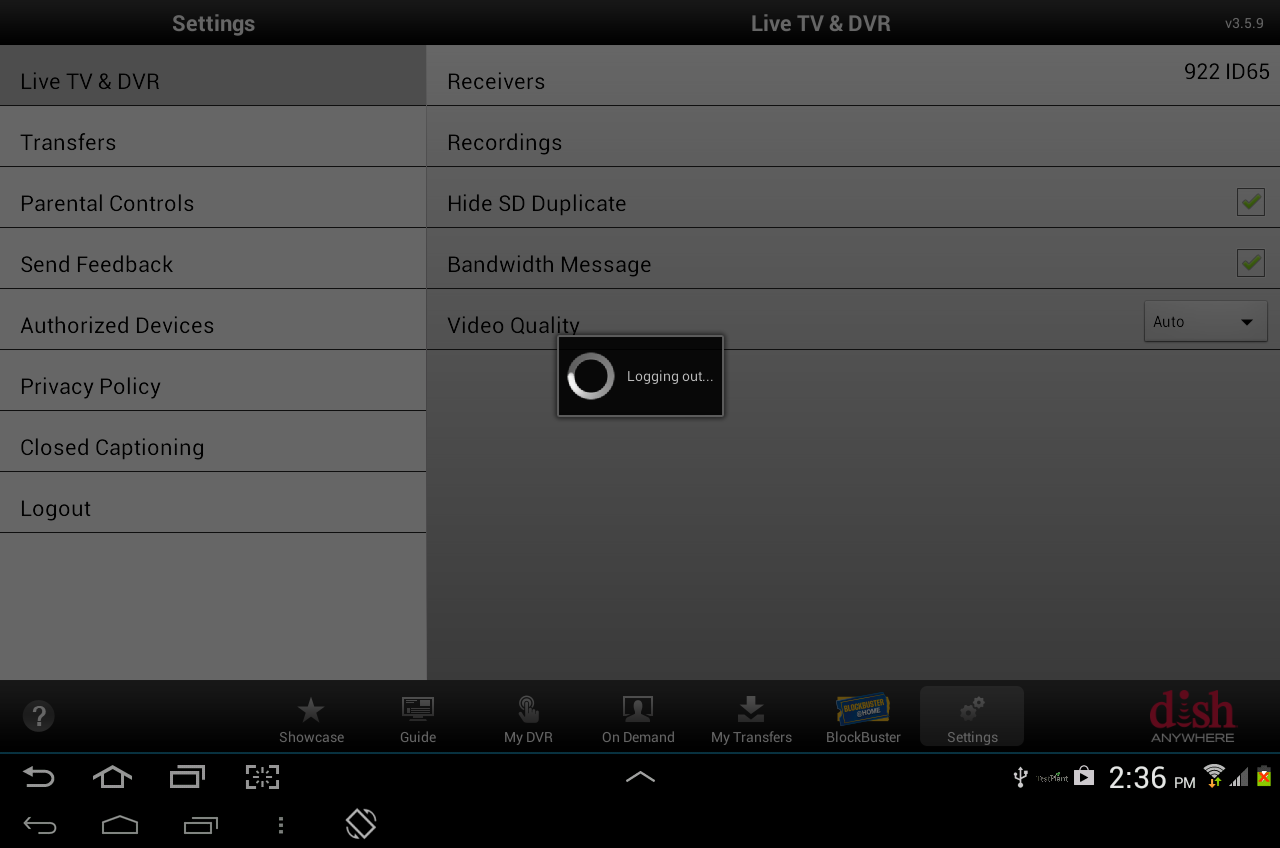 Settings
Live TV & DVR
v3.5.9
Live TV & DVR
Transfers
Parental Controls
Send Feedback
Authorized Devices
Privacy Policy
Closed Captioning
Logout
Receivers
922 ID65
Recordings
Hide SD Duplicate
Bandwidth Message
Video Quality
Auto
Logging out...
?
Showcase
Guide
My DVR
On Demand
My Transfers
BLOCKBUSTER
@HOME
BlockBuster
Settings
dish
ANYWHERE
2:36 PM